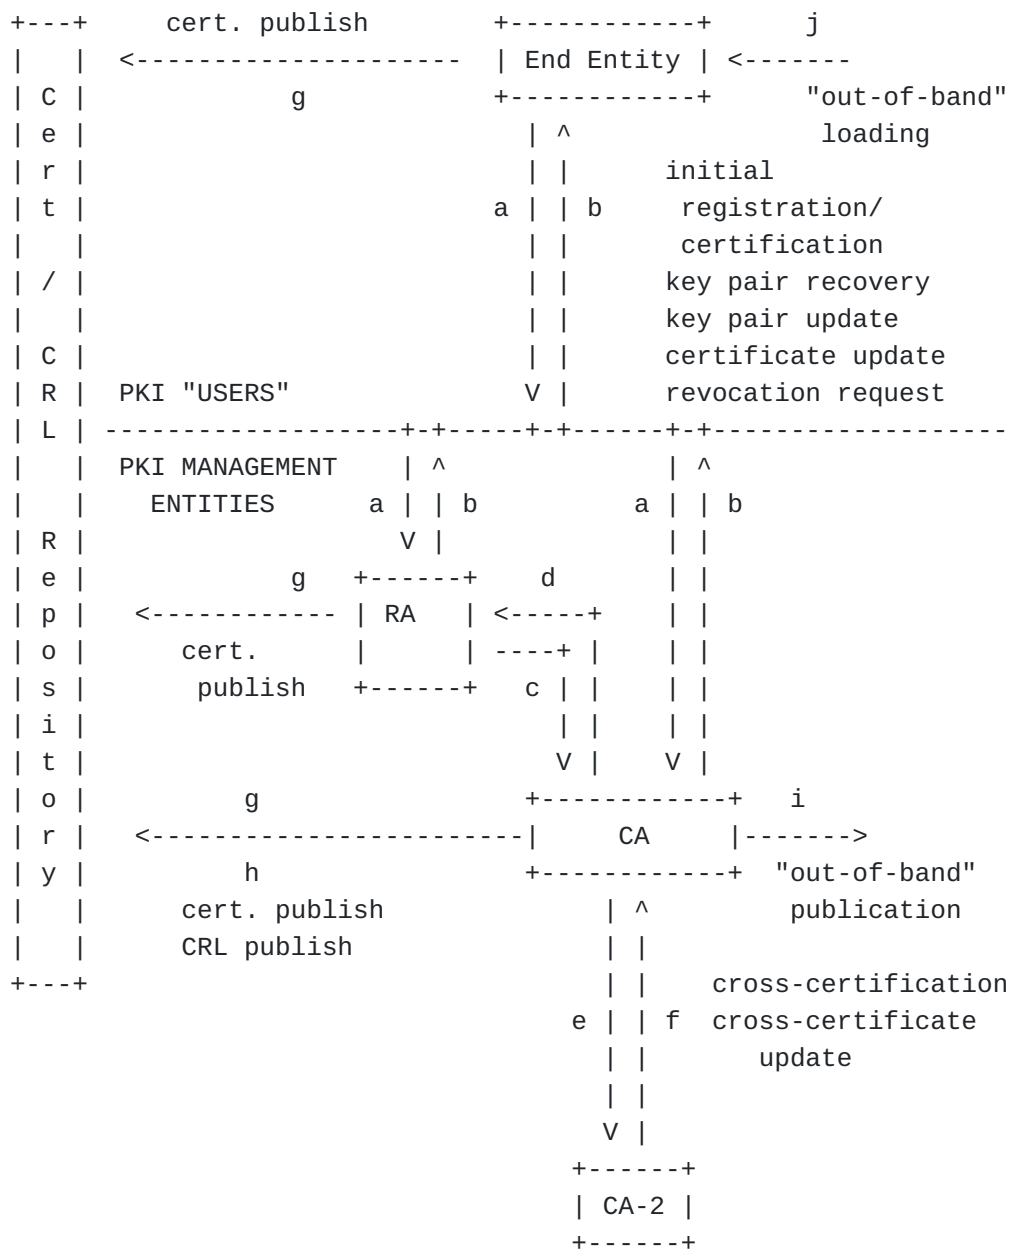 +---+     cert. publish        +------------+      j
|   |  <---------------------  | End Entity | <-------
| C |             g            +------------+      "out-of-band"
| e |                            | ^                loading
| r |                            | |      initial
| t |                          a | | b     registration/
|   |                            | |       certification
| / |                            | |      key pair recovery
|   |                            | |      key pair update
| C |                            | |      certificate update
| R |  PKI "USERS"               V |      revocation request
| L | -------------------+-+-----+-+------+-+-------------------
|   |  PKI MANAGEMENT    | ^              | ^
|   |    ENTITIES      a | | b          a | | b
| R |                    V |              | |
| e |             g   +------+    d       | |
| p |   <------------ | RA   | <-----+    | |
| o |      cert.      |      | ----+ |    | |
| s |       publish   +------+   c | |    | |
| i |                              | |    | |
| t |                              V |    V |
| o |          g                 +------------+   i
| r |   <------------------------|     CA     |------->
| y |          h                 +------------+  "out-of-band"
|   |      cert. publish              | ^         publication
|   |      CRL publish                | |
+---+                                 | |    cross-certification
                                    e | | f  cross-certificate
                                      | |       update
                                      | |
                                      V |
                                    +------+
                                    | CA-2 |
                                    +------+